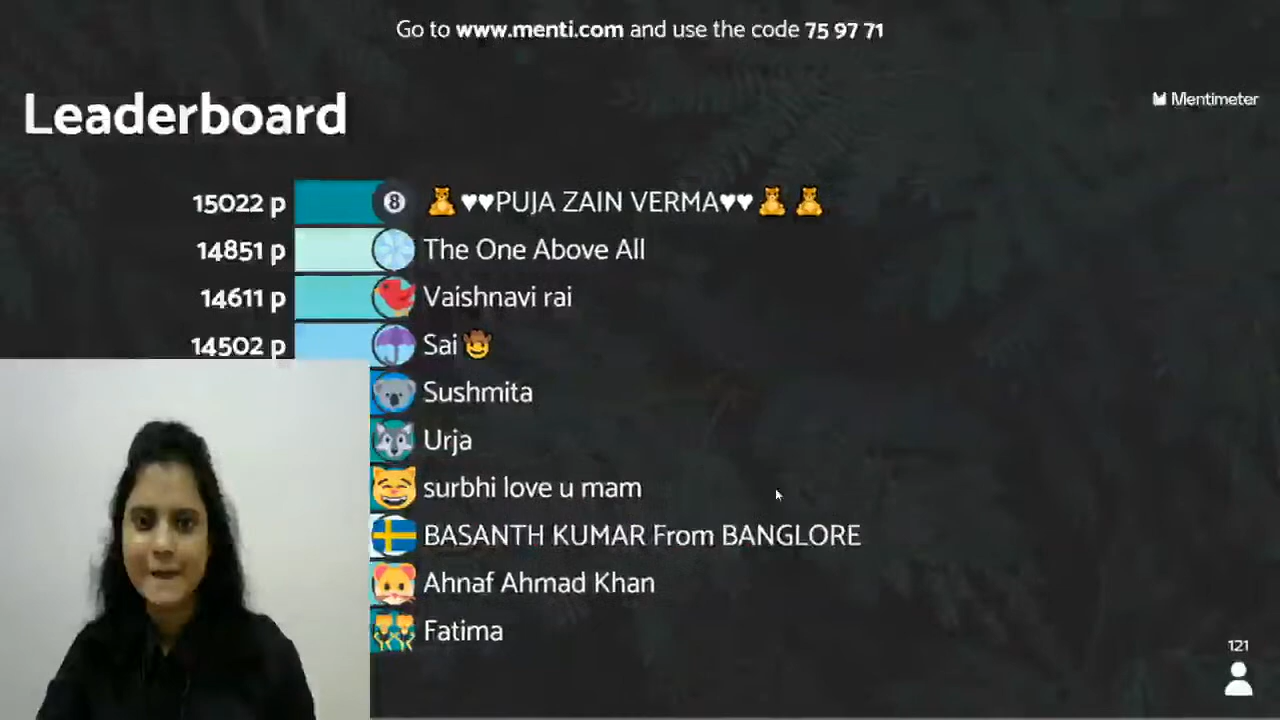 Go to www.menti.com and use the code 75 97 71
Leaderboard
Mentimeter
15022 p 8 🧸 ♥♥PUJA ZAIN VERMA♥♥🧸 🧸
14851 p The One Above All
14611 p Vaishnavi rai
14502 p Sai🤠
Sushmita
Urja
surbhi love u mam
BASANTH KUMAR From BANGLORE
Ahnaf Ahmad Khan
Fatima
121